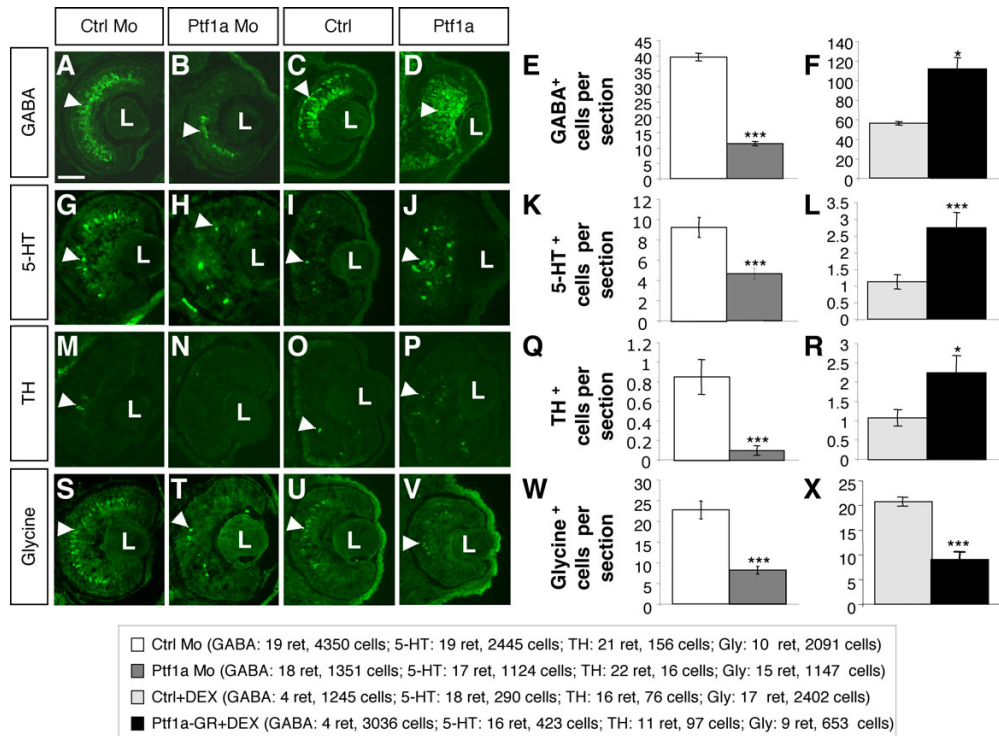 Ctrl Mo Ptf1a Mo Ctrl Ptf1a
GABA
A B C D
L L L L
E
GABA+
cells per
section
45
40
35
30
25
20
15
10
5
0
***
F
140
120
100
80
60
40
20
0
*
5-HT
G H I J
L L L L
K
5-HT +
cells per
section
12
10
8
6
4
2
0
***
L
3.5
3
2.5
2
1.5
1
0.5
0
***
TH
M N O P
L L L L
Q
TH +
cells per
section
1.2
1
0.8
0.6
0.4
0.2
0
***
R
3
2.5
2
1.5
1
0.5
0
*
Glycine
S T U V
L L L L
W
Glycine +
cells per
section
30
25
20
15
10
5
0
***
X
25
20
15
10
5
0
***
Ctrl Mo (GABA: 19 ret, 4350 cells; 5-HT: 19 ret, 2445 cells; TH: 21 ret, 156 cells; Gly: 10 ret, 2091 cells)
Ptf1a Mo (GABA: 18 ret, 1351 cells; 5-HT: 17 ret, 1124 cells; TH: 22 ret, 16 cells; Gly: 15 ret, 1147 cells)
Ctrl+DEX (GABA: 4 ret, 1245 cells; 5-HT: 18 ret, 290 cells; TH: 16 ret, 76 cells; Gly: 17 ret, 2402 cells)
Ptf1a-GR+DEX (GABA: 4 ret, 3036 cells; 5-HT: 16 ret, 423 cells; TH: 11 ret, 97 cells; Gly: 9 ret, 653 cells)